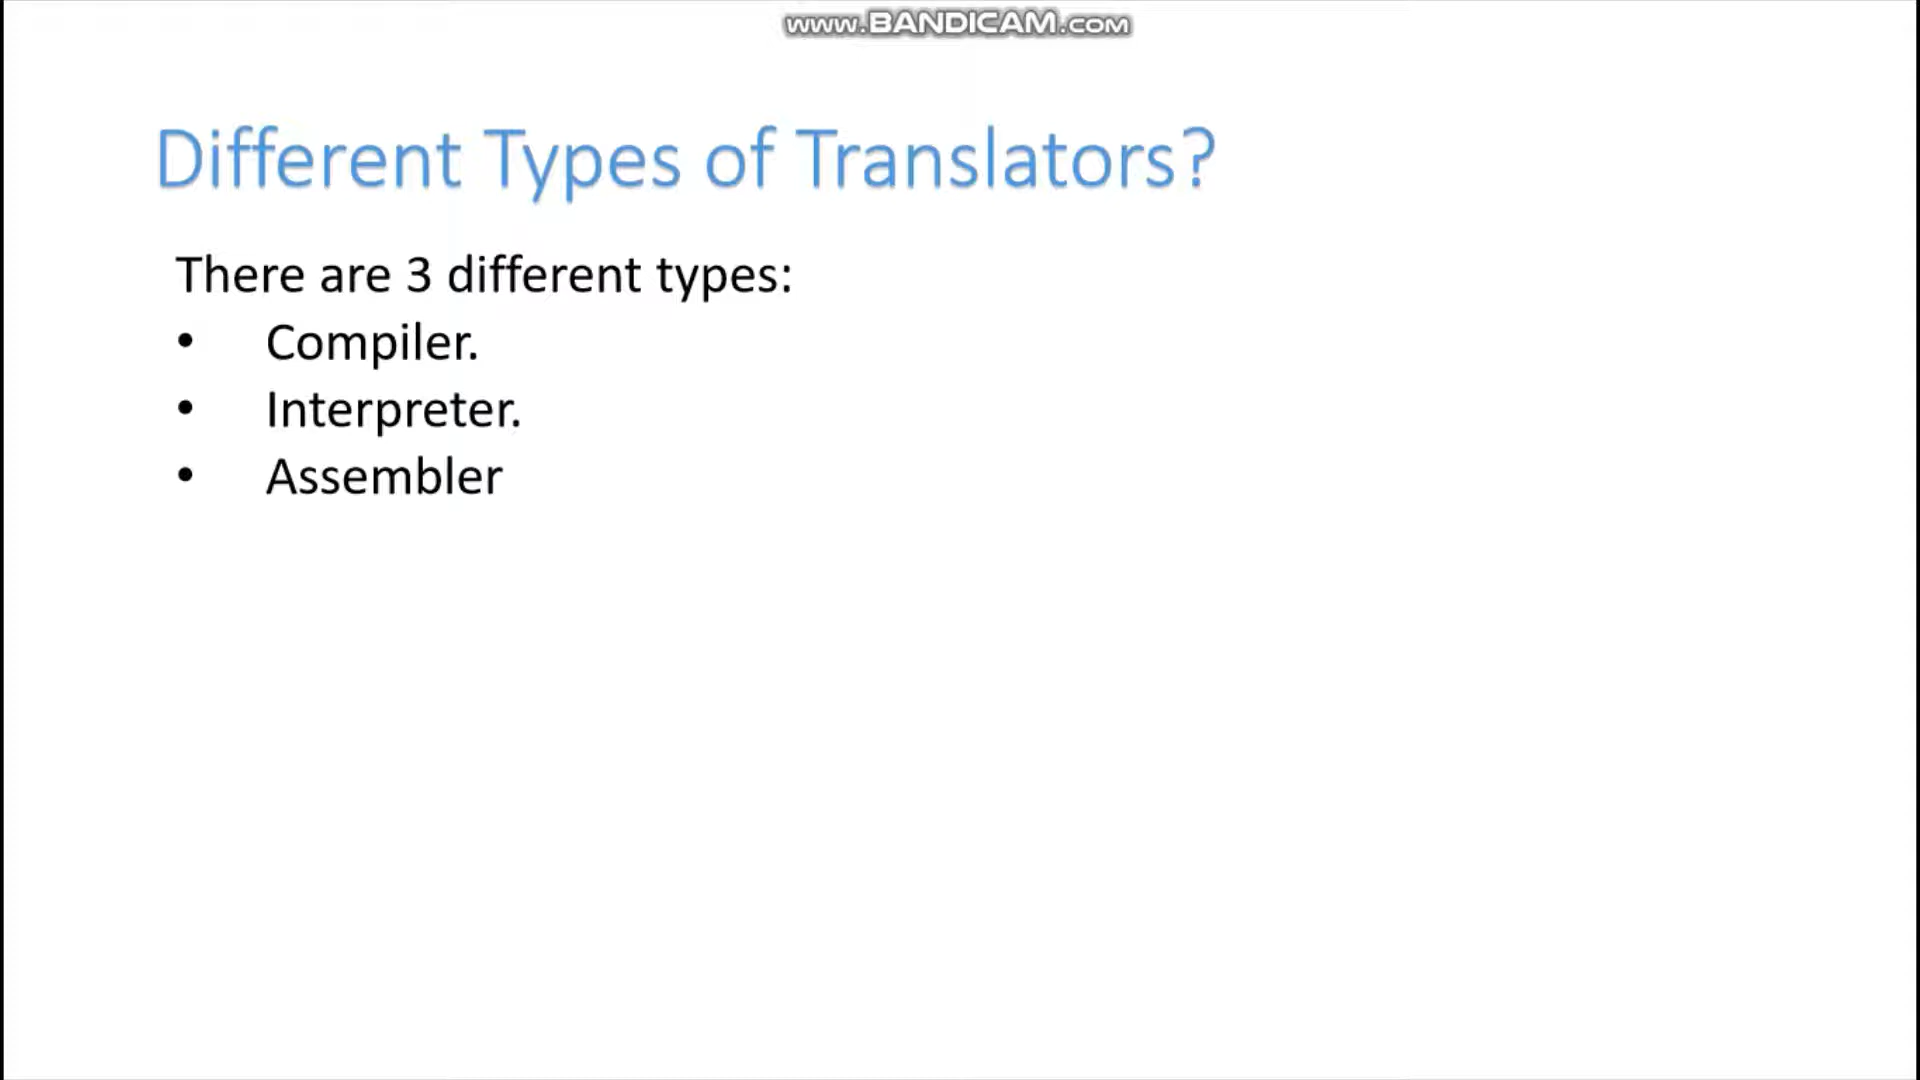 www.BANDICAM.com
Different Types of Translators?
There are 3 different types:
• Compiler.
• Interpreter.
• Assembler